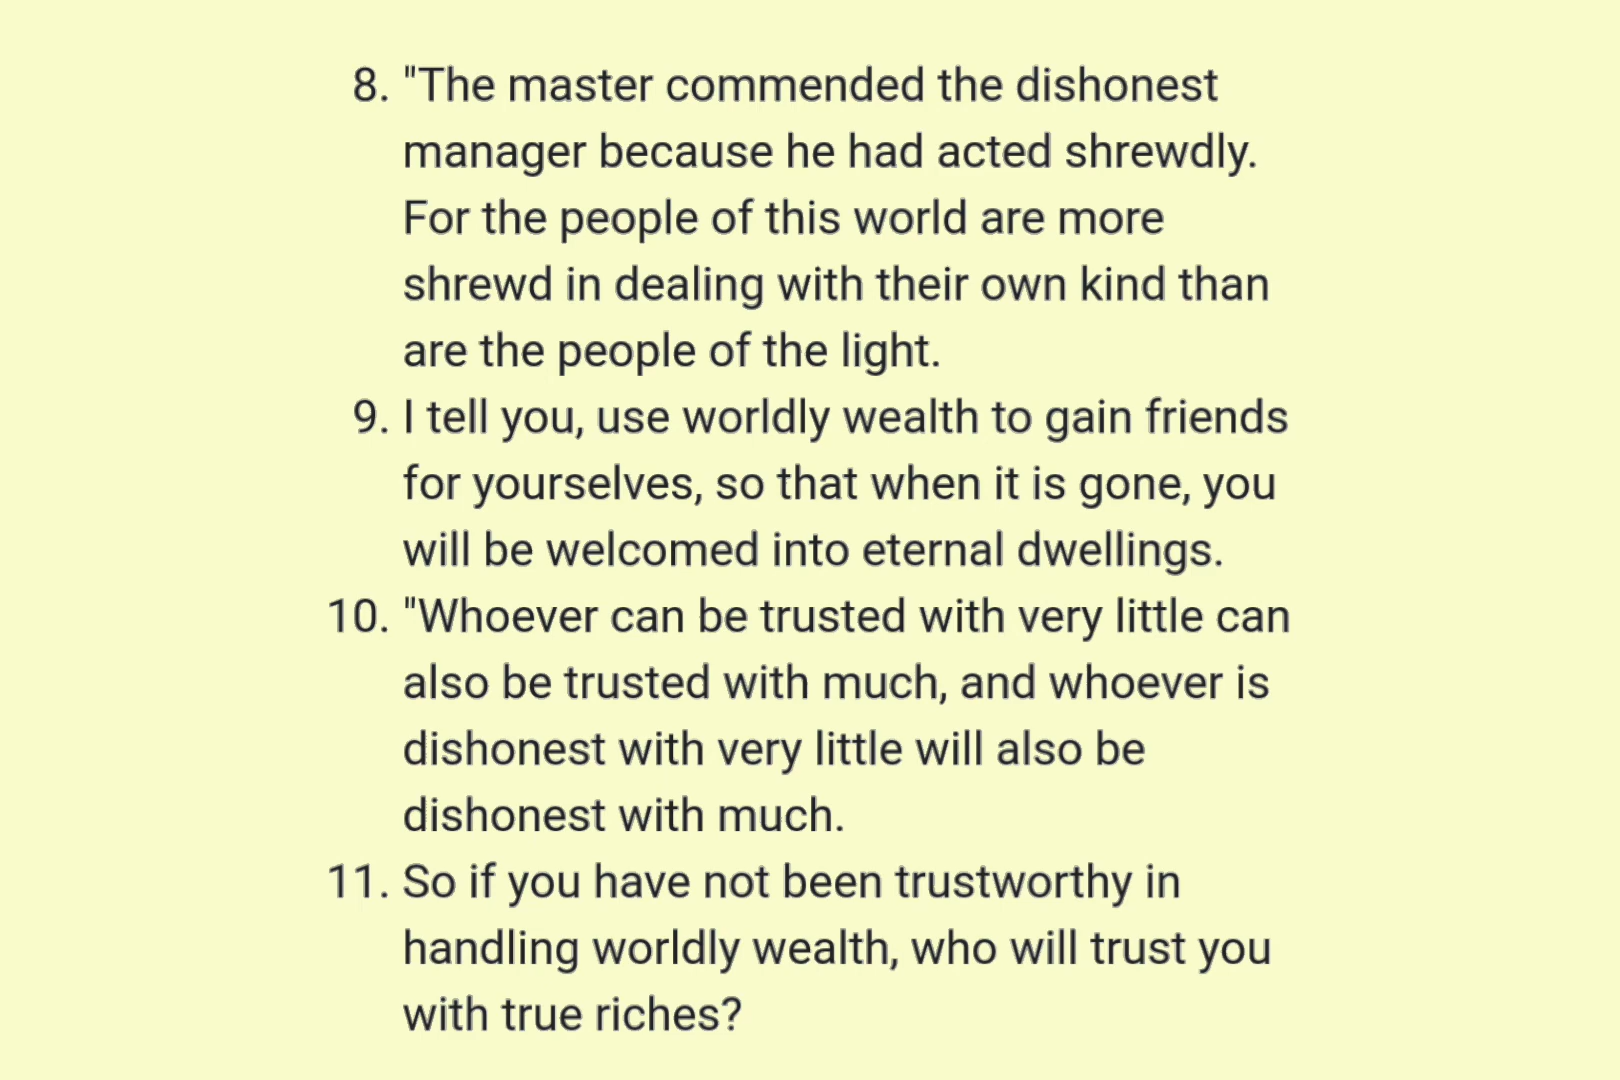 8. "The master commended the dishonest
manager because he had acted shrewdly.
For the people of this world are more
shrewd in dealing with their own kind than
are the people of the light.
9. I tell you, use worldly wealth to gain friends
for yourselves, so that when it is gone, you
will be welcomed into eternal dwellings.
10. "Whoever can be trusted with very little can
also be trusted with much, and whoever is
dishonest with very little will also be
dishonest with much.
11. So if you have not been trustworthy in
handling worldly wealth, who will trust you
with true riches?